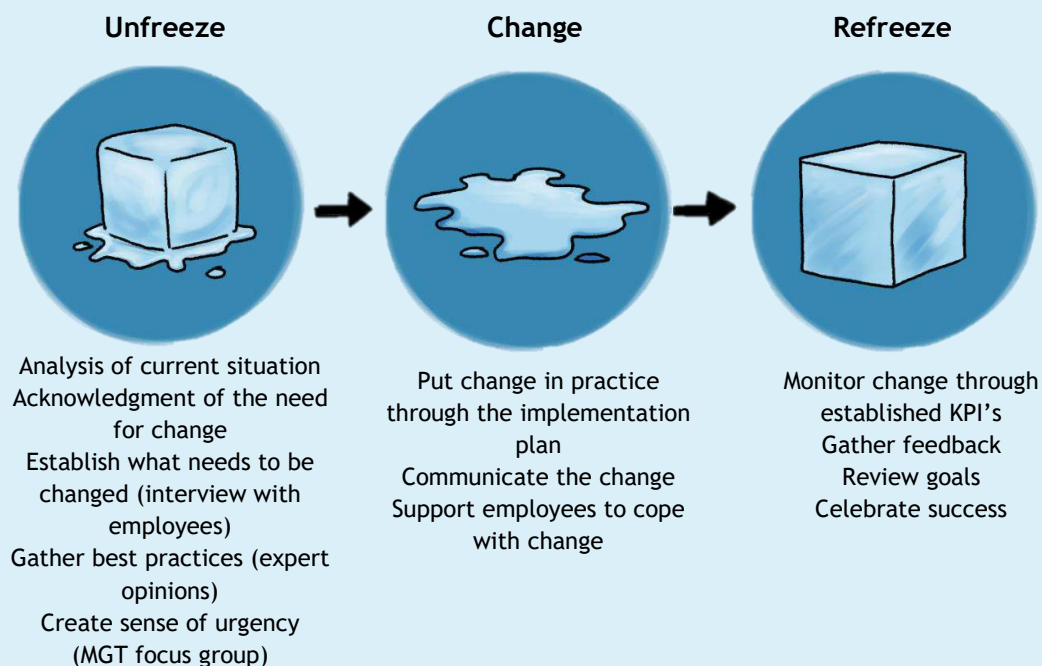 Unfreeze
Analysis of current situation
Acknowledgment of the need
for change
Establish what needs to be
changed (interview with
employees)
Gather best practices (expert
opinions)
Create sense of urgency
(MGT focus group)
Change
Put change in practice
through the implementation
plan
Communicate the change
Support employees to cope
with change
Refreeze
Monitor change through
established KPI's
Gather feedback
Review goals
Celebrate success